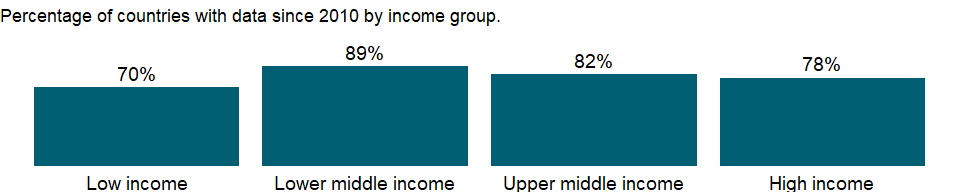 Percentage of countries with data since 2010 by income group.
70%
89%
82%
78%
Low income
Lower middle income
Upper middle income
High income